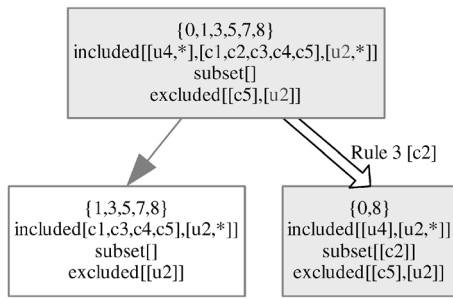 {0,1,3,5,7,8}
included[[u4,*],[c1,c2,c3,c4,c5],[u2,*]]
subset[]
excluded[[c5],[u2]]
Rule 3 [c2]
{1,3,5,7,8}
included[c1,c3,c4,c5],[u2,*]]
subset[]
excluded[[u2]]
{0,8}
included[[u4],[u2,*]]
subset[[c2]]
excluded[[c5],[u2]]